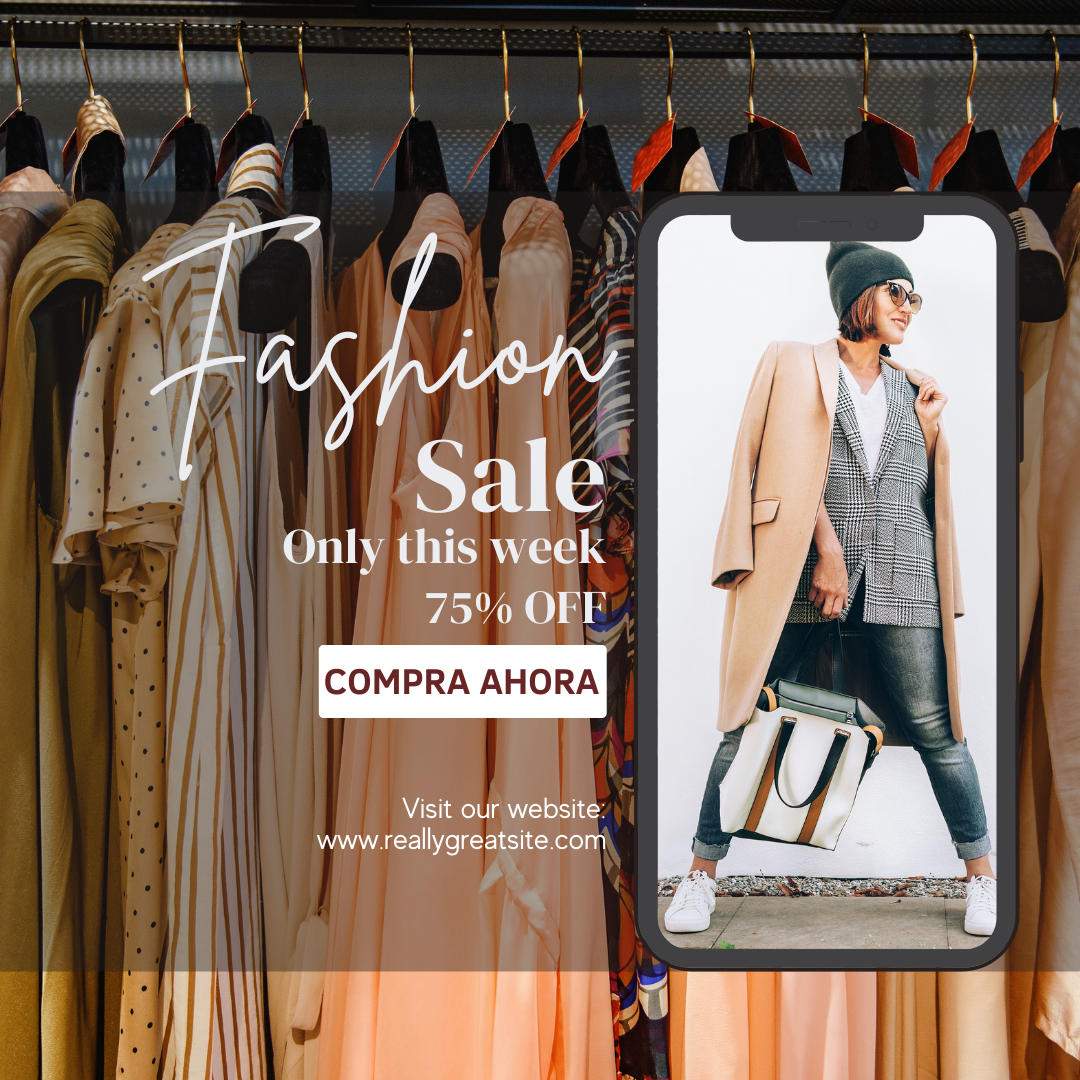 Fashion
Sale
Only this week
75% OFF
COMPRA AHORA
Visit our website:
www.reallygreatsite.com